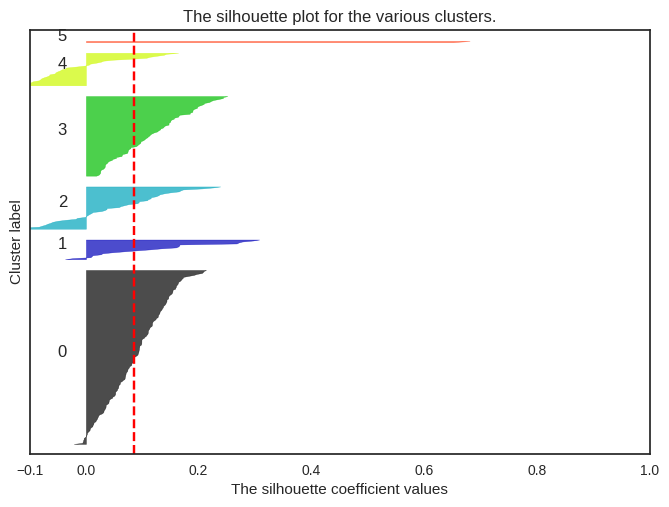 The silhouette plot for the various clusters.
5
4
3
2
1
0
Cluster label
−0.1 0.0 0.2 0.4 0.6 0.8 1.0
The silhouette coefficient values